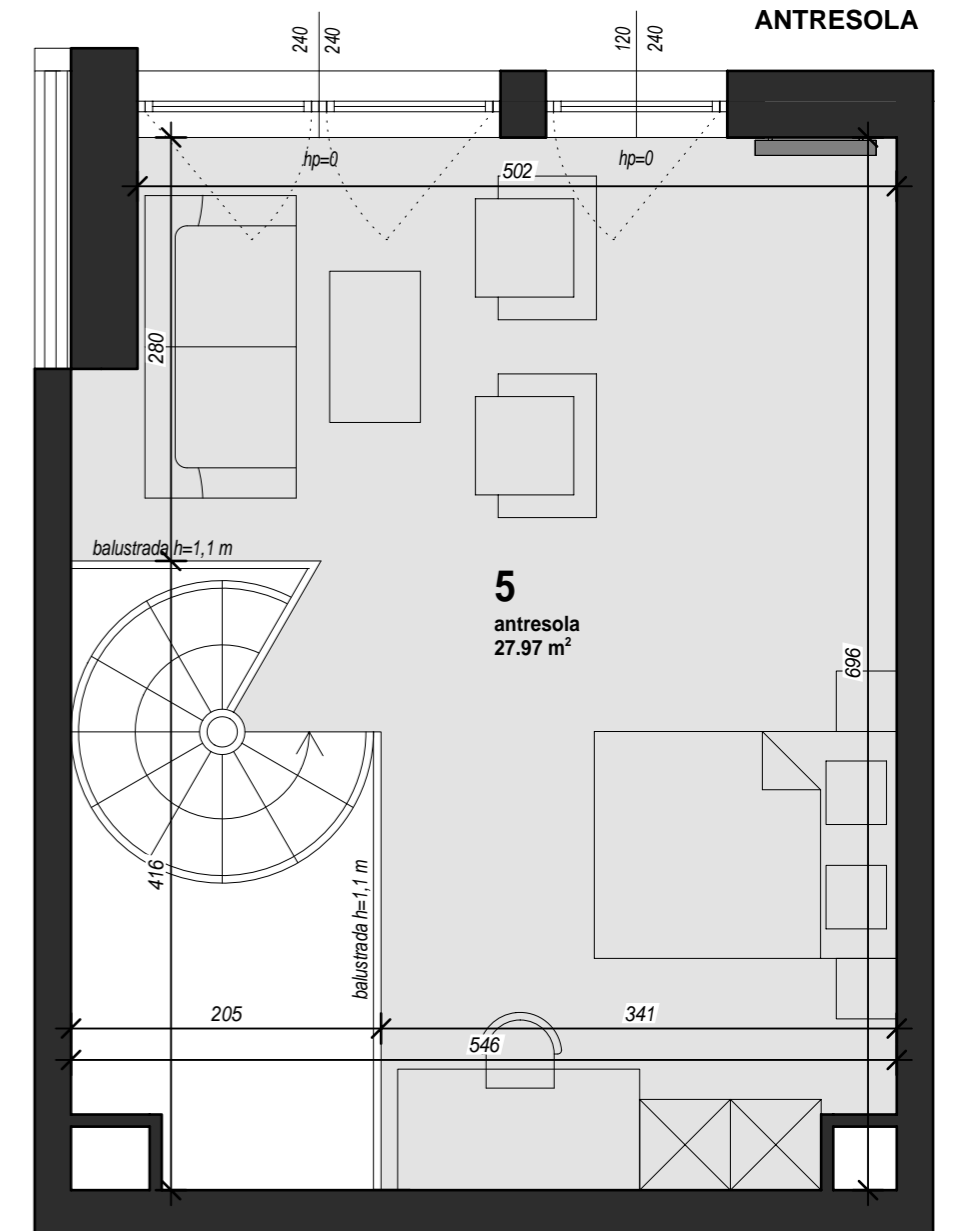 ANTRESOLA
240
240
120
240
hp=0
hp=0
502
280
balustrada h=1,1 m
5
antresola
27.97 m²
696
416
balustrada h=1,1 m
205
341
546